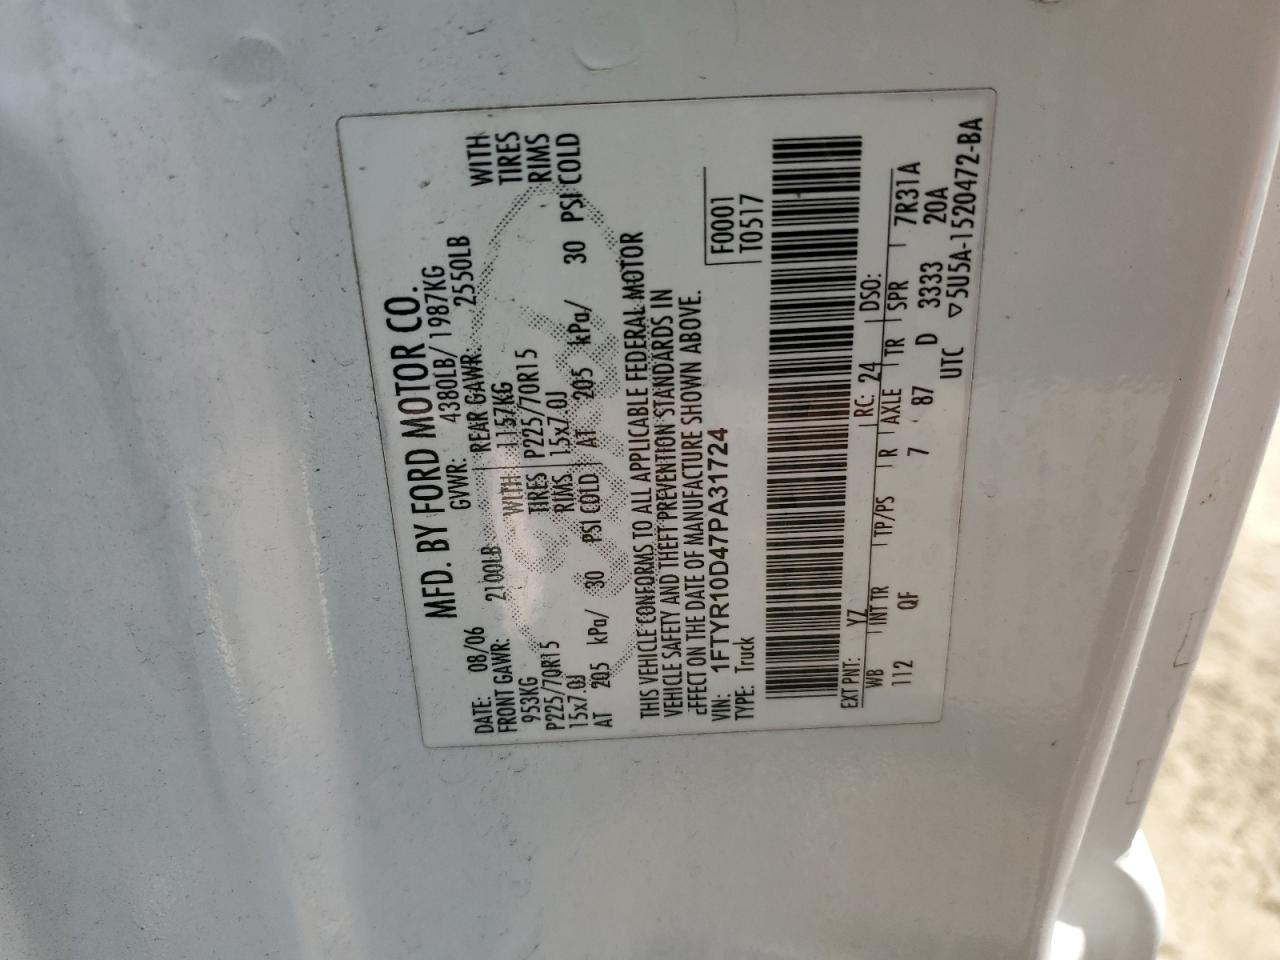 MFD. BY FORD MOTOR CO.
DATE: 08/06 GVWR: 4380LB/ 1987KG
FRONT GAWR: 2100LB REAR GAWR: 2550LB
953KG WITH 1157KG WITH
P225/70R15 TIRES P225/70R15 TIRES
15x7.0J RIMS 15x7.0J RIMS
AT 205 kPa/ 30 PSI COLD AT 205 kPa/ 30 PSI COLD
THIS VEHICLE CONFORMS TO ALL APPLICABLE FEDERAL MOTOR
VEHICLE SAFETY AND THEFT PREVENTION STANDARDS IN
EFFECT ON THE DATE OF MANUFACTURE SHOWN ABOVE.
VIN: 1FTYR10D47PA31724 F0001
TYPE: Truck T0517
EXT PNT: YZ RC: 24 DSO:
WB INT TR TP/PS R AXLE TR SPR 7R31A
112 QF 7 87 D 3333 20A
UTC ▽5U5A-1520472-BA